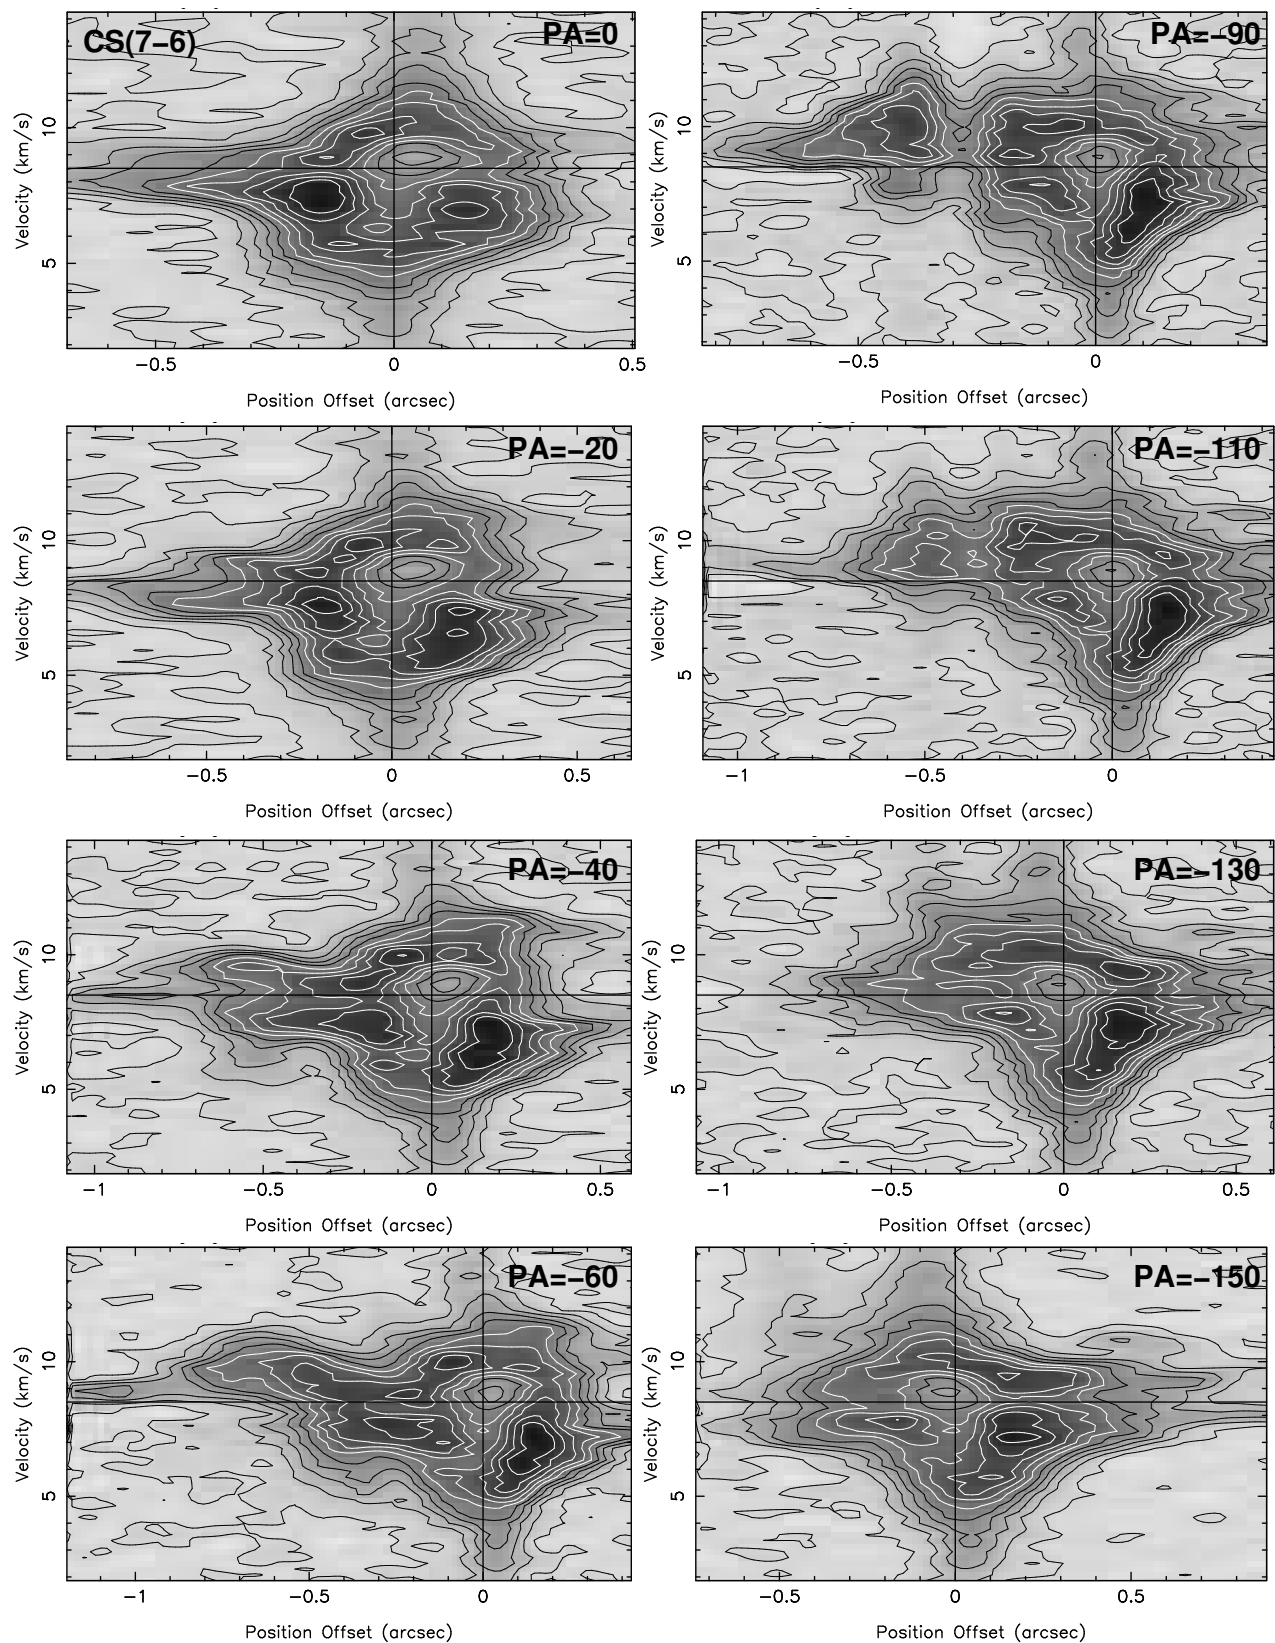 CS(7−6)
PA=0
Velocity (km/s)
10
5
−0.5
0
0.5
Position Offset (arcsec)
PA=−90
Velocity (km/s)
10
5
−0.5
0
Position Offset (arcsec)
PA=−20
Velocity (km/s)
10
5
−0.5
0
0.5
Position Offset (arcsec)
PA=−110
Velocity (km/s)
10
5
−1
−0.5
0
Position Offset (arcsec)
PA=−40
Velocity (km/s)
10
5
−1
−0.5
0
0.5
Position Offset (arcsec)
PA=−130
Velocity (km/s)
10
5
−1
−0.5
0
0.5
Position Offset (arcsec)
PA=−60
Velocity (km/s)
10
5
−1
−0.5
0
Position Offset (arcsec)
PA=−150
Velocity (km/s)
10
5
−0.5
0
0.5
Position Offset (arcsec)